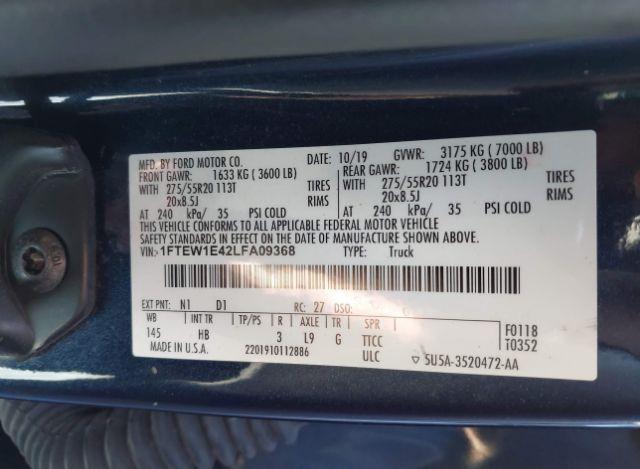 MFD. BY FORD MOTOR CO. DATE: 10/19 GVWR: 3175 KG ( 7000 LB)
FRONT GAWR: 1633 KG ( 3600 LB) REAR GAWR: 1724 KG ( 3800 LB)
WITH 275/55R20 113T TIRES WITH 275/55R20 113T TIRES
20x8.5J RIMS 20x8.5J RIMS
AT 240 kPa/ 35 PSI COLD AT 240 kPa/ 35 PSI COLD
THIS VEHICLE CONFORMS TO ALL APPLICABLE FEDERAL MOTOR VEHICLE
SAFETY STANDARDS IN EFFECT ON THE DATE OF MANUFACTURE SHOWN ABOVE.
VIN: 1FTEW1E42LFA09368 TYPE: Truck
EXT PNT: N1 D1 RC: 27 DSO:
WB INT TR TP/PS R AXLE TR SPR F0118
145 HB 3 L9 G TTCC T0352
MADE IN U.S.A. 2201910112886 ULC 5U5A-3520472-AA